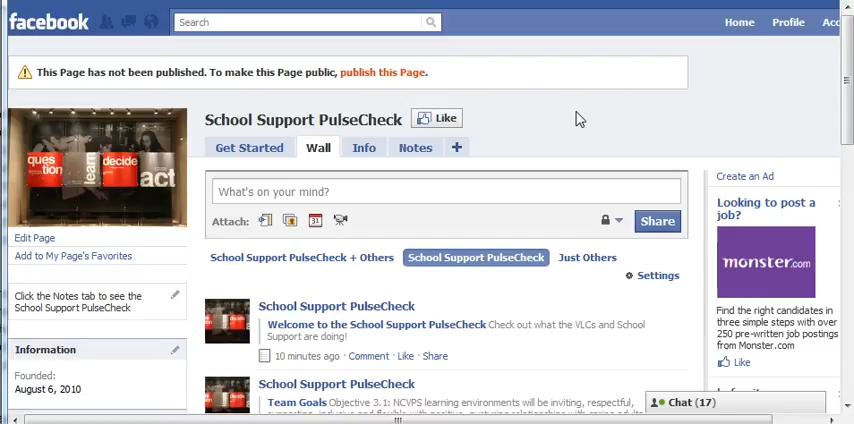 facebook
Search
Home Profile Acc
This Page has not been published. To make this Page public, publish this Page.
question learn decide act
School Support PulseCheck Like
Get Started Wall Info Notes +
What's on your mind?
Attach: 31 Share
Edit Page
Add to My Page's Favorites
School Support PulseCheck + Others School Support PulseCheck Just Others
Settings
Click the Notes tab to see the
School Support PulseCheck
Information
Founded:
August 6, 2010
School Support PulseCheck
Welcome to the School Support PulseCheck Check out what the VLCs and School
Support are doing!
10 minutes ago · Comment · Like · Share
School Support PulseCheck
Team Goals Objective 3.1: NCVPS learning environments will be inviting, respectful,
Create an Ad
Looking to post a
job?
monster.com
Find the right candidates in
three simple steps with over
250 pre-written job postings
from Monster.com
Like
Chat (17)